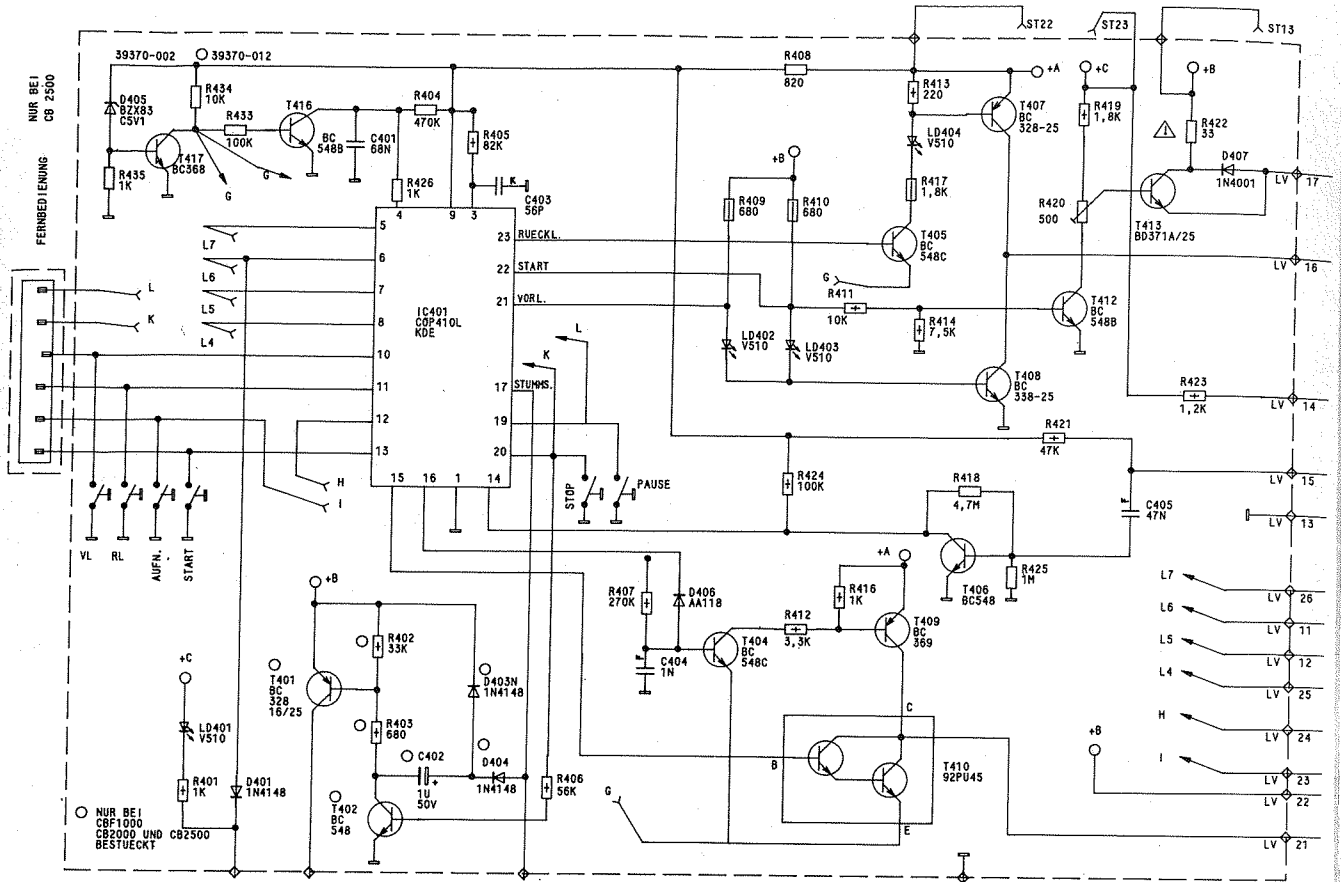 ST22
ST23
ST13
39370-002
39370-012
NUR BEI
CB 2500
FERNBEDIENUNG
D405
BZX83
C5V1
R434
10K
R433
100K
T416
BC
548B
R404
470K
C401
68N
R405
82K
R408
820
+A
+C
+B
R413
220
T407
BC
328-25
R419
1,8K
R422
33
D407
1N4001
LV 17
T417
BC368
R435
1K
G
G
R426
1K
K
C403
56P
LD404
V510
R417
1,8K
+B
R409
680
R410
680
R420
500
T413
BD371A/25
4
9
3
5
6
7
8
10
11
12
13
L7
L6
L5
L4
L
K
23 RUECKL.
22 START
21 VORL.
IC401
COP410L
KDE
17
STUMMS.
19
20
15
16
1
14
T405
BC
548C
G
R411
10K
R414
7,5K
T412
BC
548B
LV 16
LD402
V510
LD403
V510
L
K
T408
BC
338-25
R423
1,2K
LV 14
R421
47K
H
I
STOP
PAUSE
R424
100K
R418
4,7M
C405
47N
LV 15
LV 13
VL
RL
AUFN.
START
+A
T406
BC548
R425
1M
+B
R407
270K
D406
AA118
R416
1K
R412
3,3K
T409
BC
369
T404
BC
548C
C404
1N
L7
LV 26
L6
LV 11
L5
LV 12
L4
LV 25
H
LV 24
I
LV 23
+B
LV 22
LV 21
+C
R402
33K
T401
BC
328
16/25
D403N
1N4148
LD401
V510
R403
680
C402
1U
50V
+
D404
1N4148
R406
56K
R401
1K
D401
1N4148
T402
BC
548
C
B
E
T410
92PU45
G
NUR BEI
CBF1000
CB2000 UND CB2500
BESTUECKT